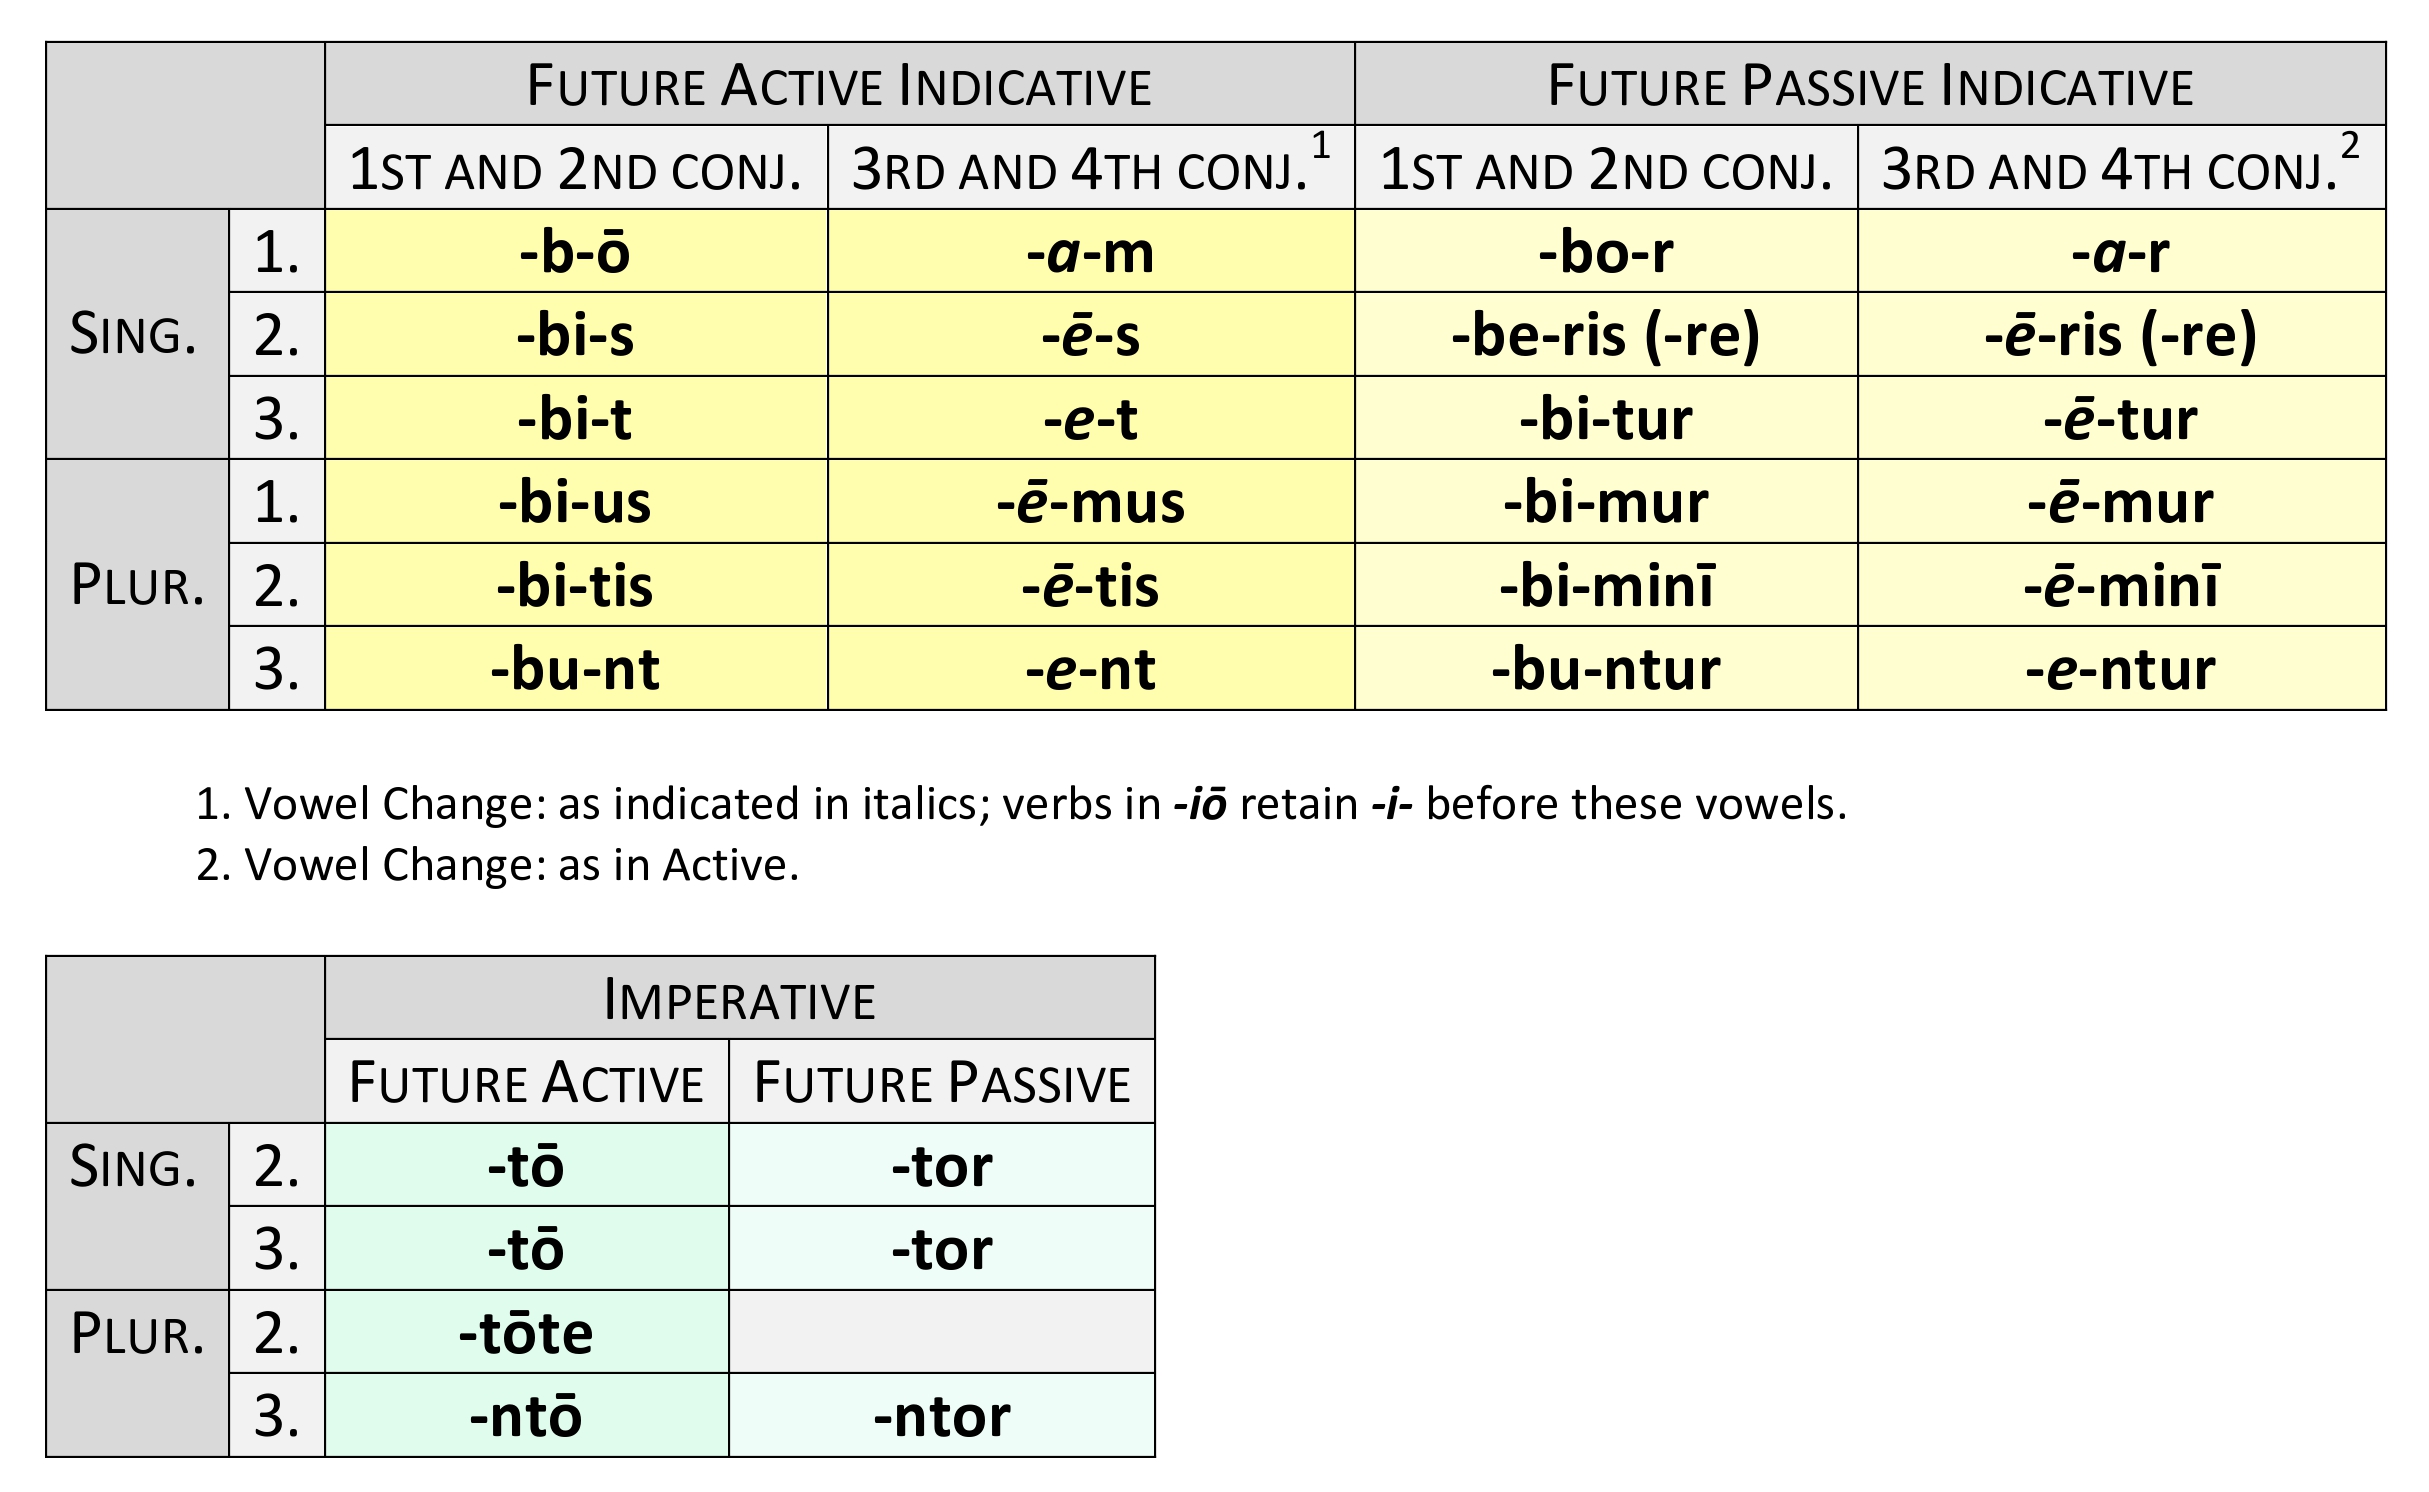 FUTURE ACTIVE INDICATIVE FUTURE PASSIVE INDICATIVE
1ST AND 2ND CONJ. 3RD AND 4TH CONJ.1 1ST AND 2ND CONJ. 3RD AND 4TH CONJ.2
SING. 1. -b-ō -a-m -bo-r -a-r
2. -bi-s -ē-s -be-ris (-re) -ē-ris (-re)
3. -bi-t -e-t -bi-tur -ē-tur
PLUR. 1. -bi-us -ē-mus -bi-mur -ē-mur
2. -bi-tis -ē-tis -bi-minī -ē-minī
3. -bu-nt -e-nt -bu-ntur -e-ntur
1. Vowel Change: as indicated in italics; verbs in -iō retain -i- before these vowels.
2. Vowel Change: as in Active.
IMPERATIVE
FUTURE ACTIVE FUTURE PASSIVE
SING. 2. -tō -tor
3. -tō -tor
PLUR. 2. -tōte
3. -ntō -ntor